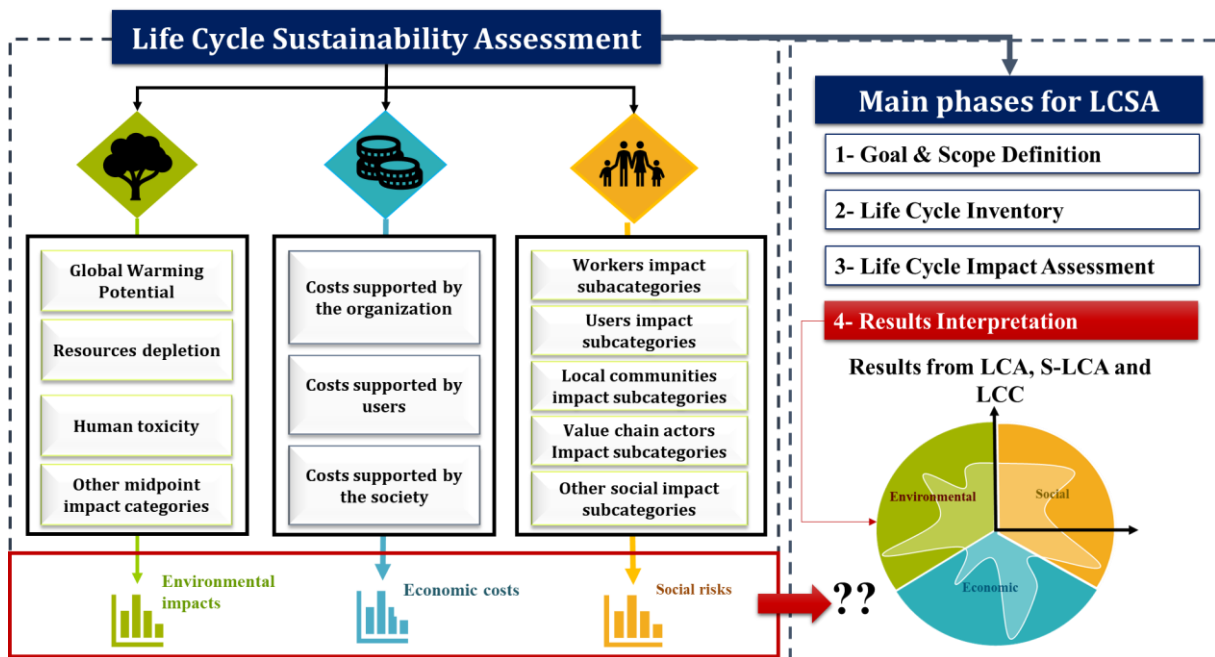 Life Cycle Sustainability Assessment
Global Warming
Potential
Resources depletion
Human toxicity
Other midpoint
impact categories
Costs supported by
the organization
Costs supported by
users
Costs supported by
the society
Workers impact
subacategories
Users impact
subcategories
Local communities
impact subcategories
Value chain actors
Impact subcategories
Other social impact
subcategories
Environmental
impacts
Economic costs
Social risks
Main phases for LCSA
1- Goal & Scope Definition
2- Life Cycle Inventory
3- Life Cycle Impact Assessment
4- Results Interpretation
Results from LCA, S-LCA and
LCC
Environmental
Social
Economic
??